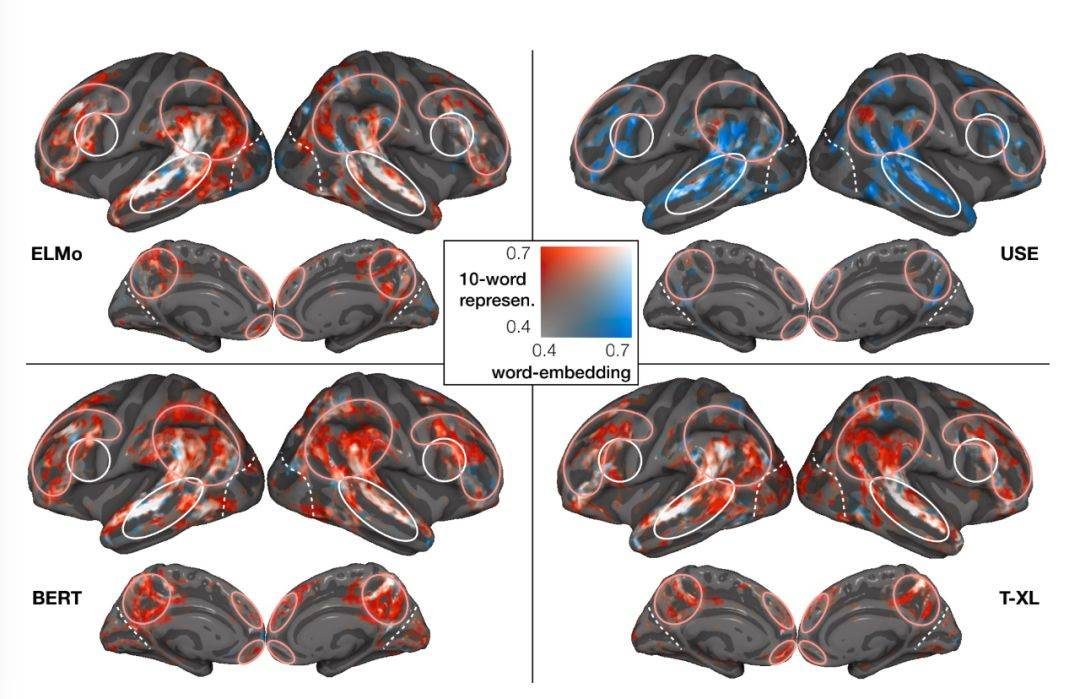 ELMo
USE
0.7
10-word
represen.
0.4
0.4 0.7
word-embedding
BERT
T-XL